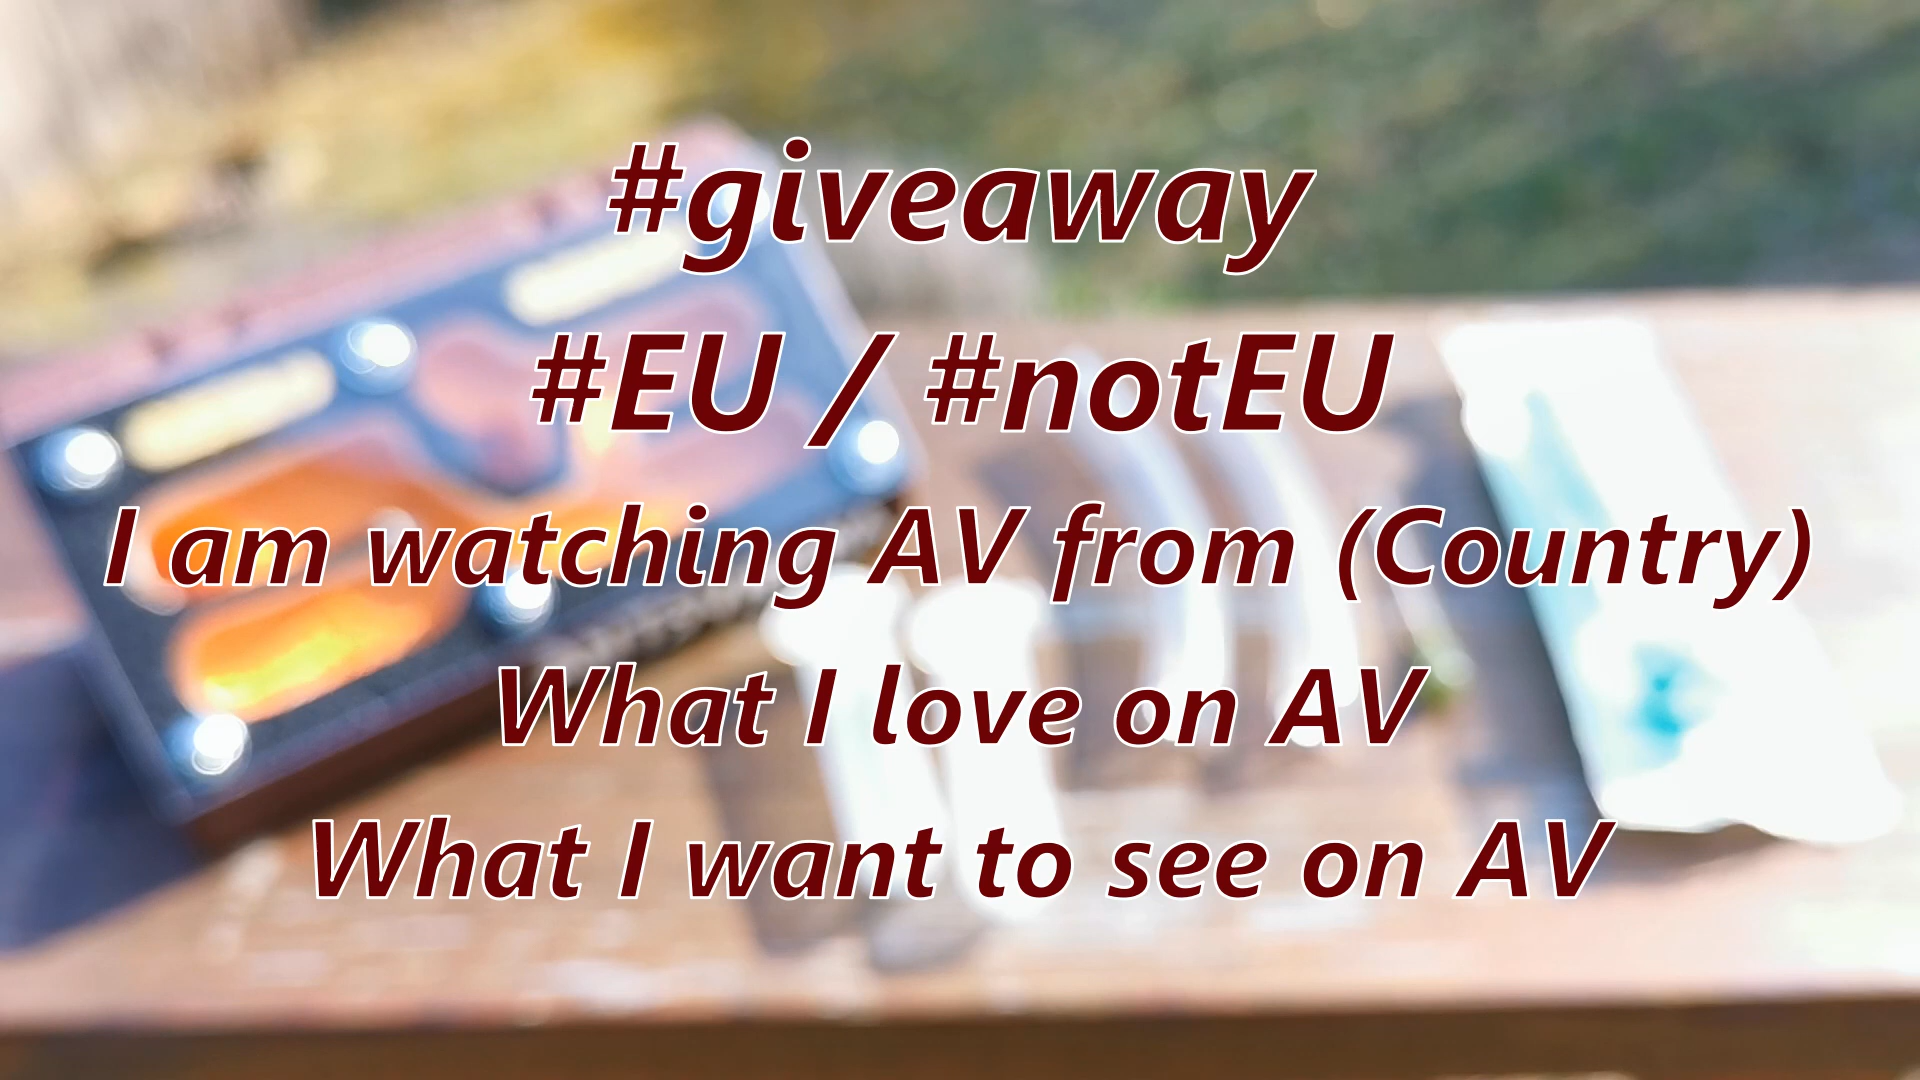 #giveaway
#EU / #notEU
I am watching AV from (Country)
What I love on AV
What I want to see on AV